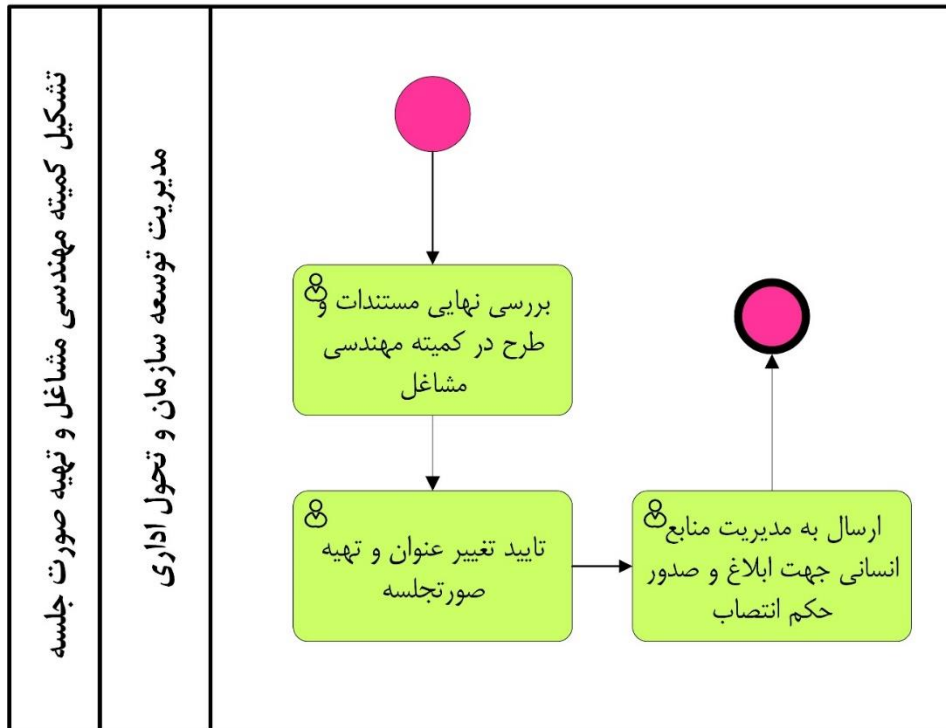 تشکیل کمیته مهندسی مشاغل و تهیه صورت جلسه
مدیریت توسعه سازمان و تحول اداری
بررسی نهایی مستندات و
طرح در کمیته مهندسی
مشاغل
تایید تغییر عنوان و تهیه
صورتجلسه
ارسال به مدیریت منابع
انسانی جهت ابلاغ و صدور
حکم انتصاب